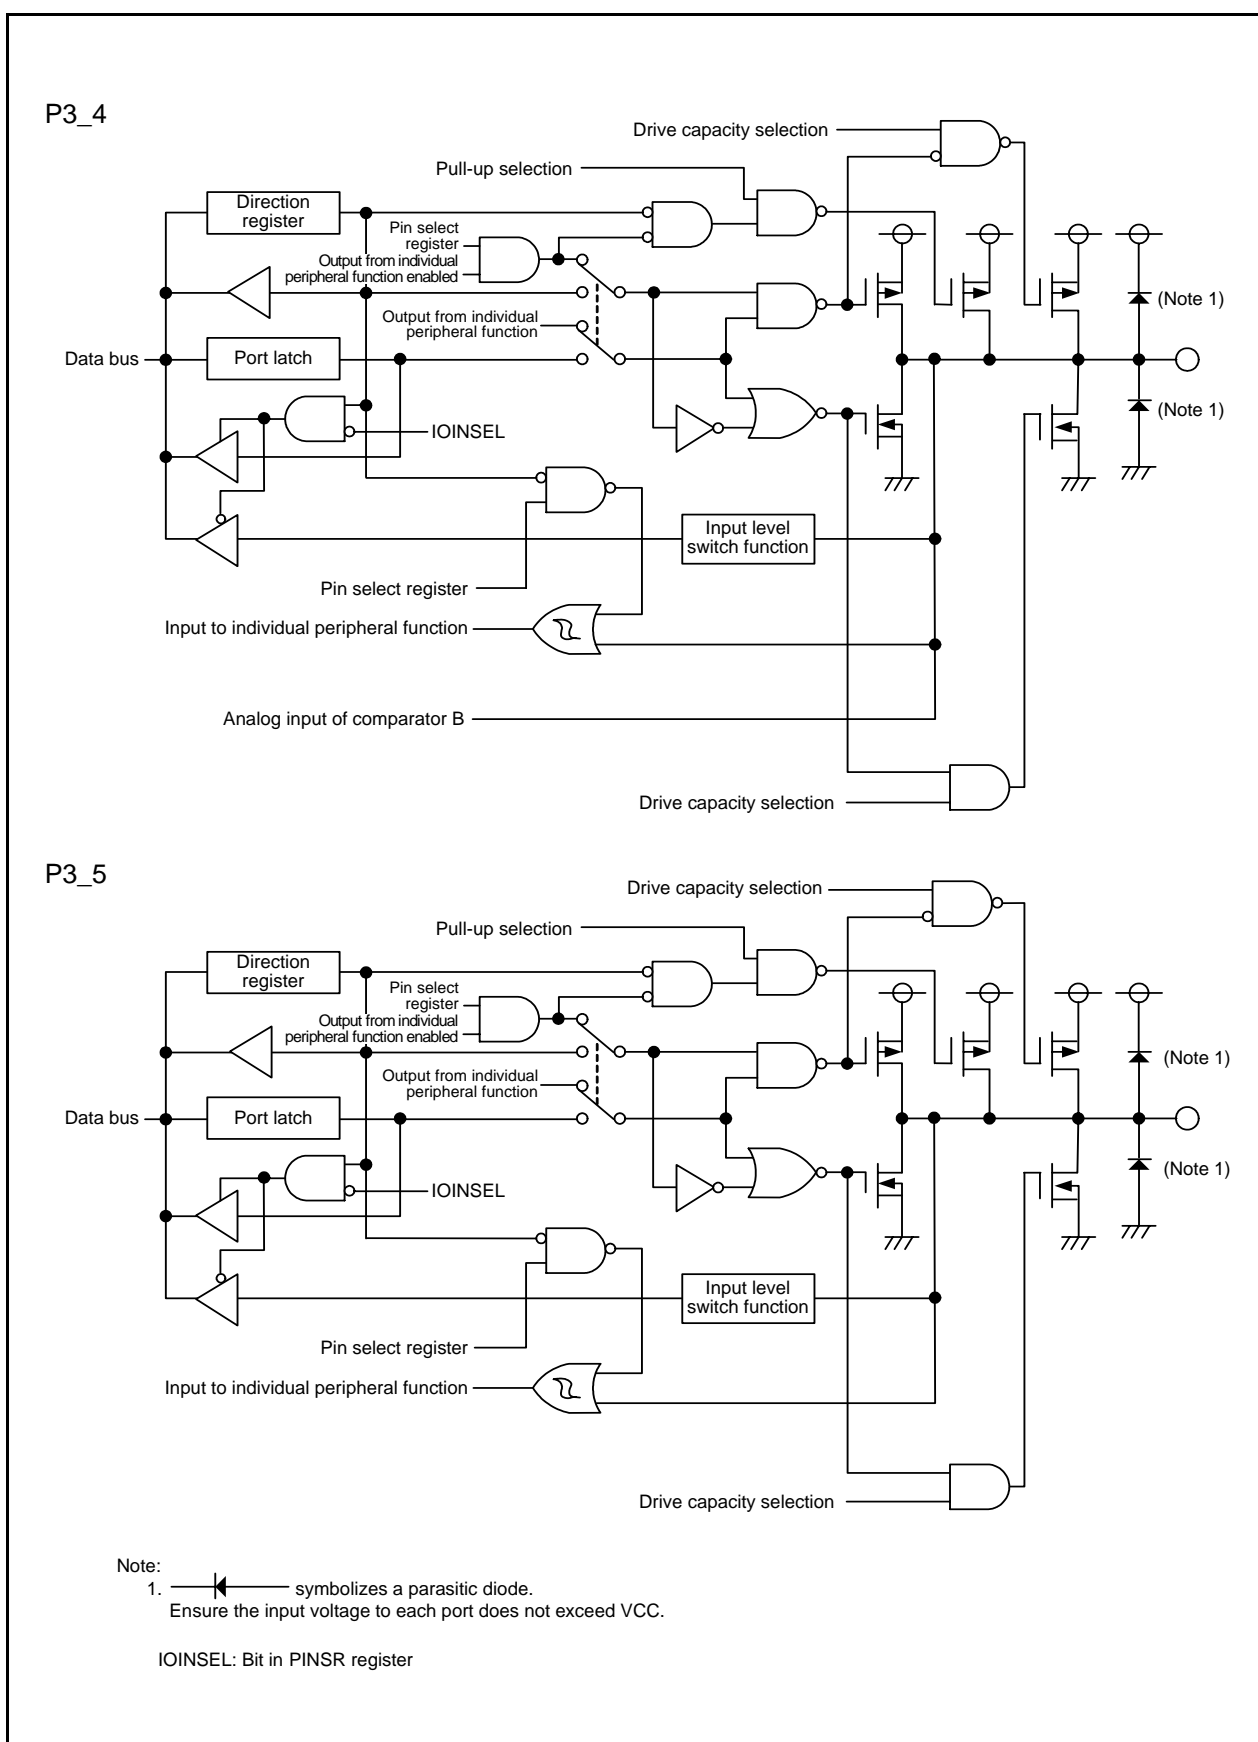 P3_4
Drive capacity selection
Pull-up selection
Direction
register
Pin select
register
Output from individual
peripheral function enabled
(Note 1)
Output from individual
peripheral function
Data bus
Port latch
(Note 1)
IOINSEL
Input level
switch function
Pin select register
Input to individual peripheral function
Analog input of comparator B
Drive capacity selection
P3_5
Drive capacity selection
Pull-up selection
Direction
register
Pin select
register
Output from individual
peripheral function enabled
(Note 1)
Output from individual
peripheral function
Data bus
Port latch
(Note 1)
IOINSEL
Input level
switch function
Pin select register
Input to individual peripheral function
Drive capacity selection
Note:
1. symbolizes a parasitic diode.
Ensure the input voltage to each port does not exceed VCC.
IOINSEL: Bit in PINSR register